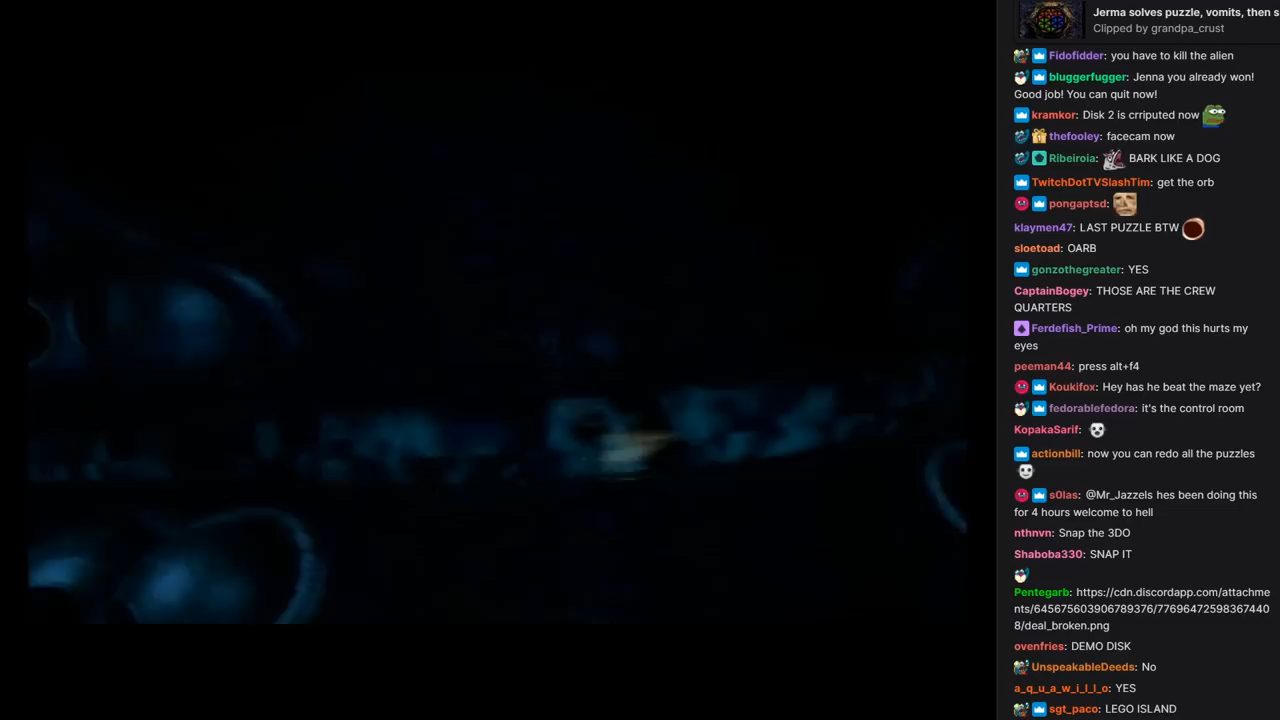 Jerma solves puzzle, vomits, then s
Clipped by grandpa_crust
Fidofidder: you have to kill the alien
bluggerfugger: Jenna you already won!
Good job! You can quit now!
kramkor: Disk 2 is crriputed now
thefooley: facecam now
Ribeiroia: BARK LIKE A DOG
TwitchDotTVSlashTim: get the orb
pongaptsd:
klaymen47: LAST PUZZLE BTW
sloetoad: OARB
gonzothegreater: YES
CaptainBogey: THOSE ARE THE CREW
QUARTERS
Ferdefish_Prime: oh my god this hurts my
eyes
peeman44: press alt+f4
Koukifox: Hey has he beat the maze yet?
fedorablefedora: it's the control room
KopakaSarif:
actionbill: now you can redo all the puzzles
s0las: @Mr_Jazzels hes been doing this
for 4 hours welcome to hell
nthnvn: Snap the 3DO
Shaboba330: SNAP IT
Pentegarb: https://cdn.discordapp.com/attachme
nts/645675603906789376/77696472598367440
8/deal_broken.png
ovenfries: DEMO DISK
UnspeakableDeeds: No
a_q_u_a_w_i_l_l_o: YES
sgt_paco: LEGO ISLAND